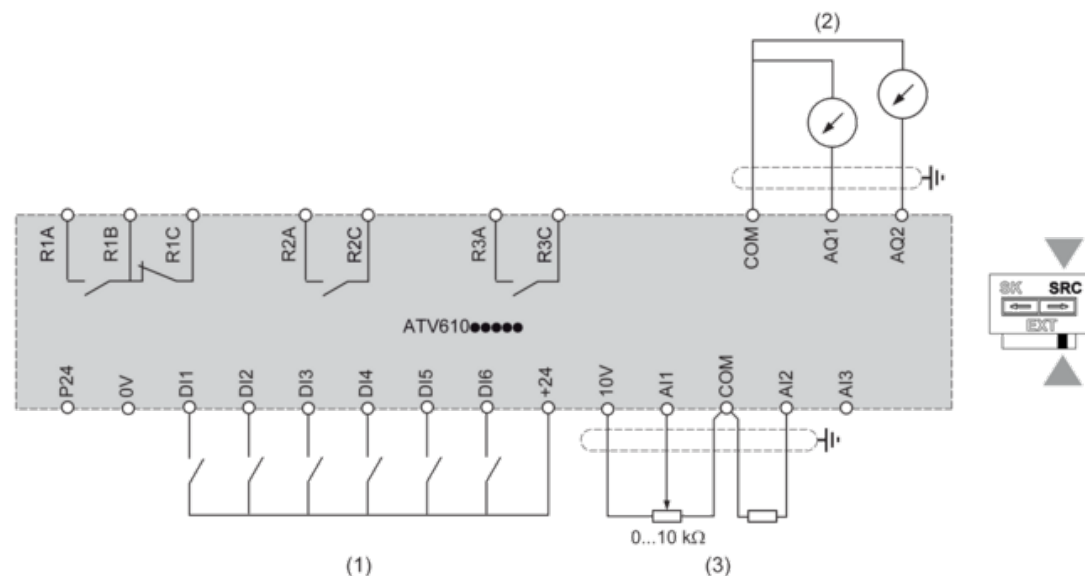 (2)
R1A R1B R1C R2A R2C R3A R3C COM AQ1 AQ2
SK SRC
EXT
ATV610●●●●●
P24 0V DI1 DI2 DI3 DI4 DI5 DI6 +24 10V AI1 COM AI2 AI3
0...10 kΩ
(1) (3)